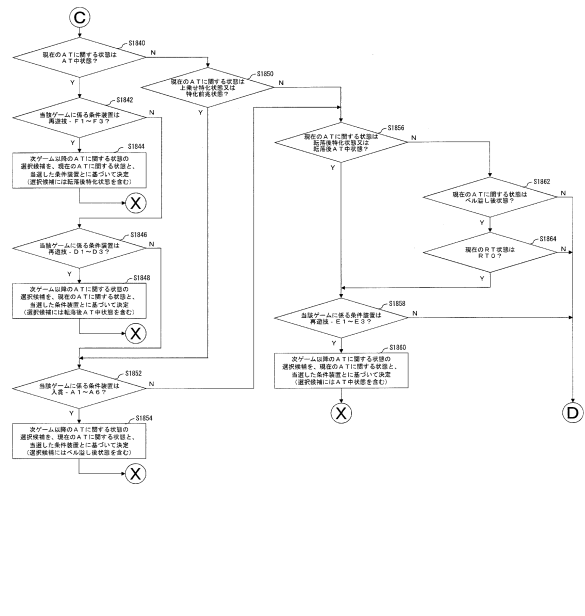 C
S1840
現在のATに関する状態は
AT中状態?
Y
N
S1842
当該ゲームに係る条件装置は
再遊技-F1~F3?
Y
N
S1844
次ゲーム以降のATに関する状態の
選択候補を、現在のATに関する状態と、
当選した条件装置とに基づいて決定
(選択候補には転落後特化状態を含む)
X
S1846
当該ゲームに係る条件装置は
再遊技-D1~D3?
Y
N
S1848
次ゲーム以降のATに関する状態の
選択候補を、現在のATに関する状態と、
当選した条件装置とに基づいて決定
(選択候補には転落後AT中状態を含む)
X
S1850
現在のATに関する状態は
上乗せ特化状態又は
特化前兆状態?
Y
N
S1852
当該ゲームに係る条件装置は
入賞-A1~A6?
Y
N
S1854
次ゲーム以降のATに関する状態の
選択候補を、現在のATに関する状態と、
当選した条件装置とに基づいて決定
(選択候補にはベル溢し後状態を含む)
X
S1856
現在のATに関する状態は
転落後特化状態又は
転落後AT中状態?
Y
N
S1862
現在のATに関する状態は
ベル溢し後状態?
Y
N
S1864
現在のRT状態は
RT0?
Y
N
S1858
当該ゲームに係る条件装置は
再遊技-E1~E3?
Y
N
S1860
次ゲーム以降のATに関する状態の
選択候補を、現在のATに関する状態と、
当選した条件装置とに基づいて決定
(選択候補にはAT中状態を含む)
X
D